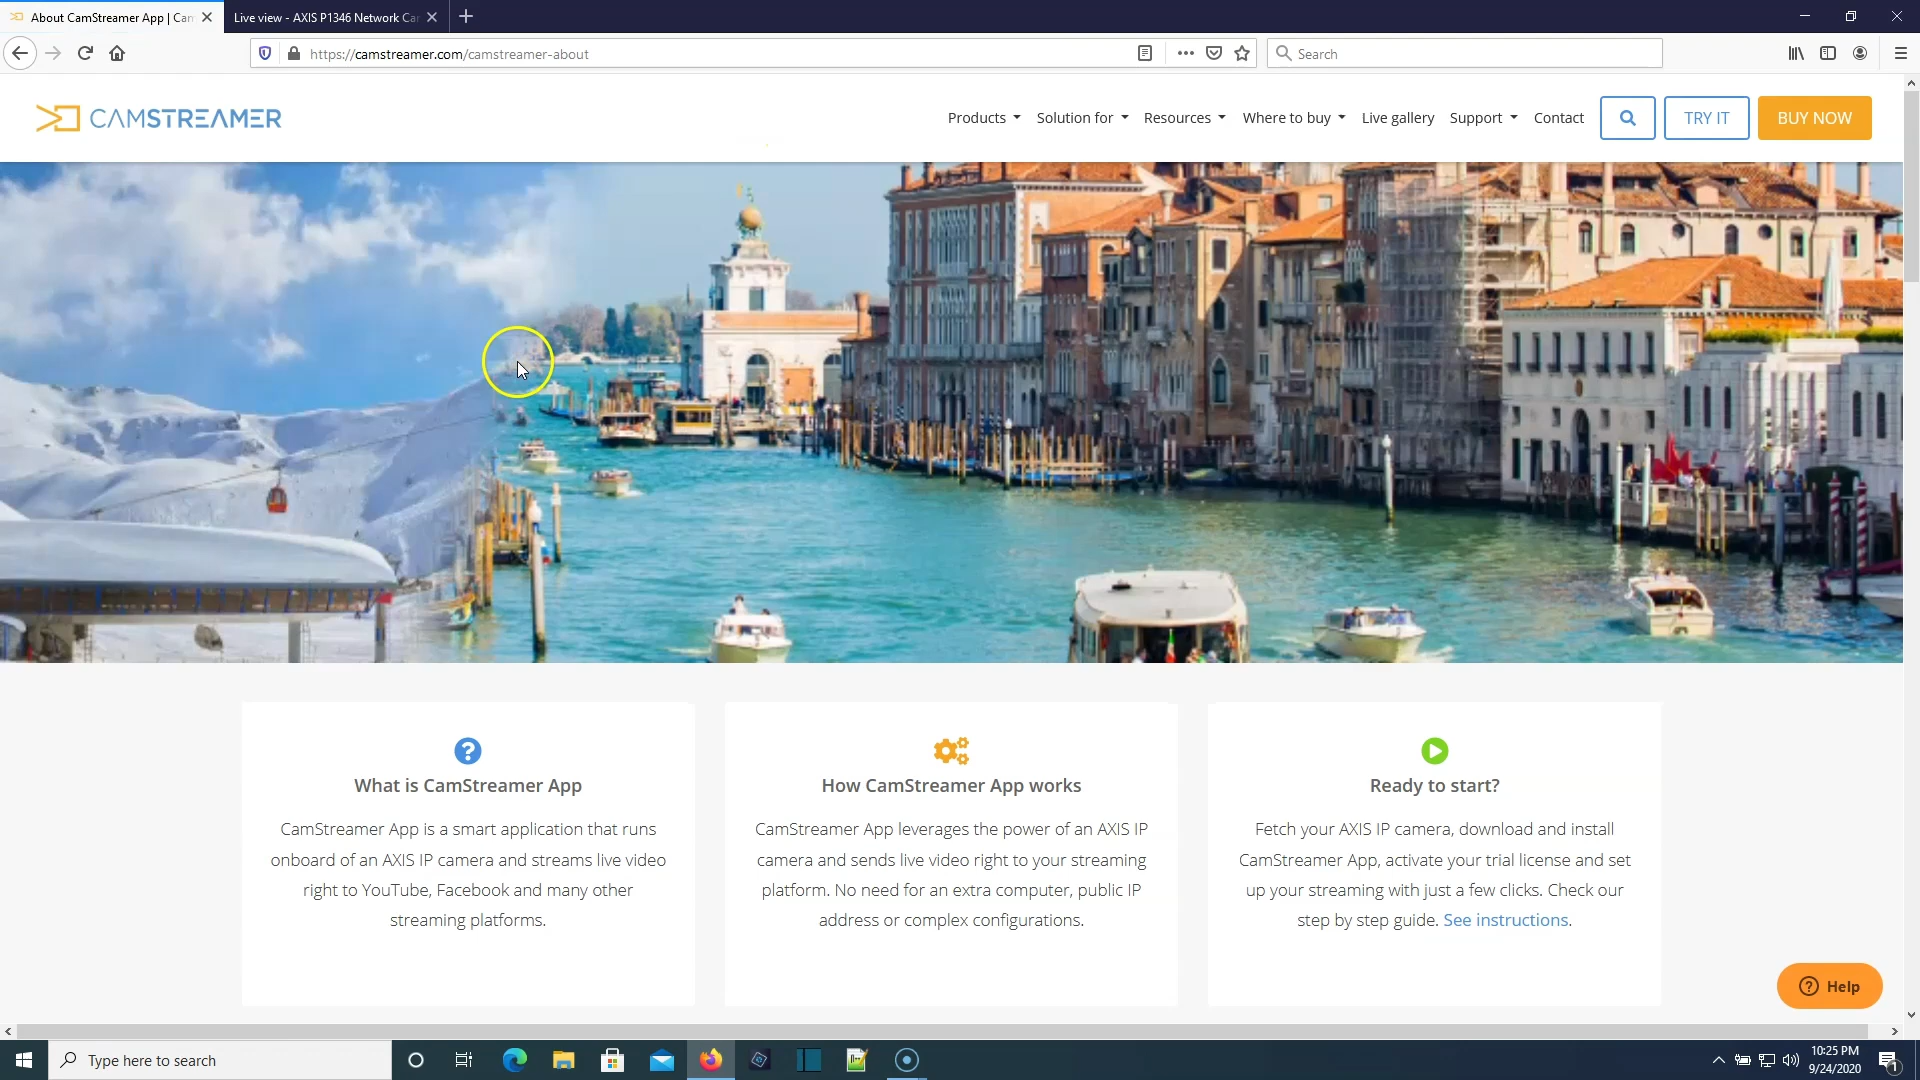 About CamStreamer App | Can
Live view - AXIS P1346 Network Ca
https://camstreamer.com/camstreamer-about
Search
CAMSTREAMER
Products
Solution for
Resources
Where to buy
Live gallery
Support
Contact
TRY IT
BUY NOW
What is CamStreamer App
CamStreamer App is a smart application that runs
onboard of an AXIS IP camera and streams live video
right to YouTube, Facebook and many other
streaming platforms.
How CamStreamer App works
CamStreamer App leverages the power of an AXIS IP
camera and sends live video right to your streaming
platform. No need for an extra computer, public IP
address or complex configurations.
Ready to start?
Fetch your AXIS IP camera, download and install
CamStreamer App, activate your trial license and set
up your streaming with just a few clicks. Check our
step by step guide. See instructions.
Help
Type here to search
10:25 PM
9/24/2020
1